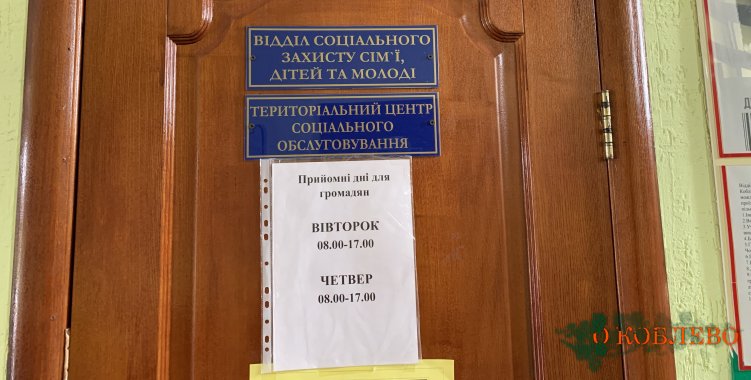 ВІДДІЛ СОЦІАЛЬНОГО
ЗАХИСТУ СІМ`Ї,
ДІТЕЙ ТА МОЛОДІ
ТЕРИТОРІАЛЬНИЙ ЦЕНТР
СОЦІАЛЬНОГО
ОБСЛУГОВУВАННЯ
Прийомні дні для
громадян
ВІВТОРОК
08.00-17.00
ЧЕТВЕР
08.00-17.00
О КОБЛЕВО